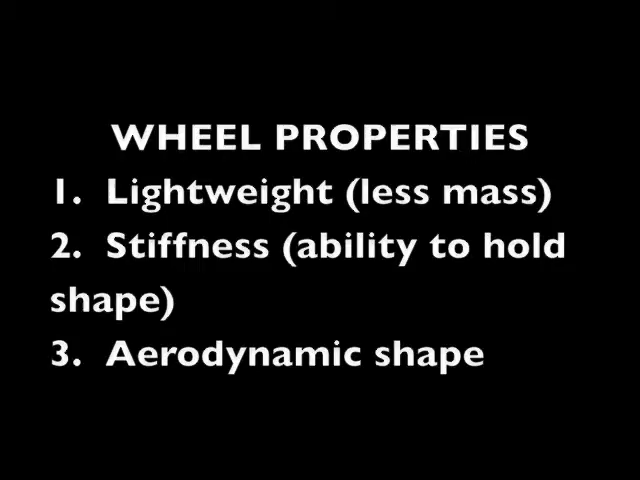 WHEEL PROPERTIES
1. Lightweight (less mass)
2. Stiffness (ability to hold
shape)
3. Aerodynamic shape